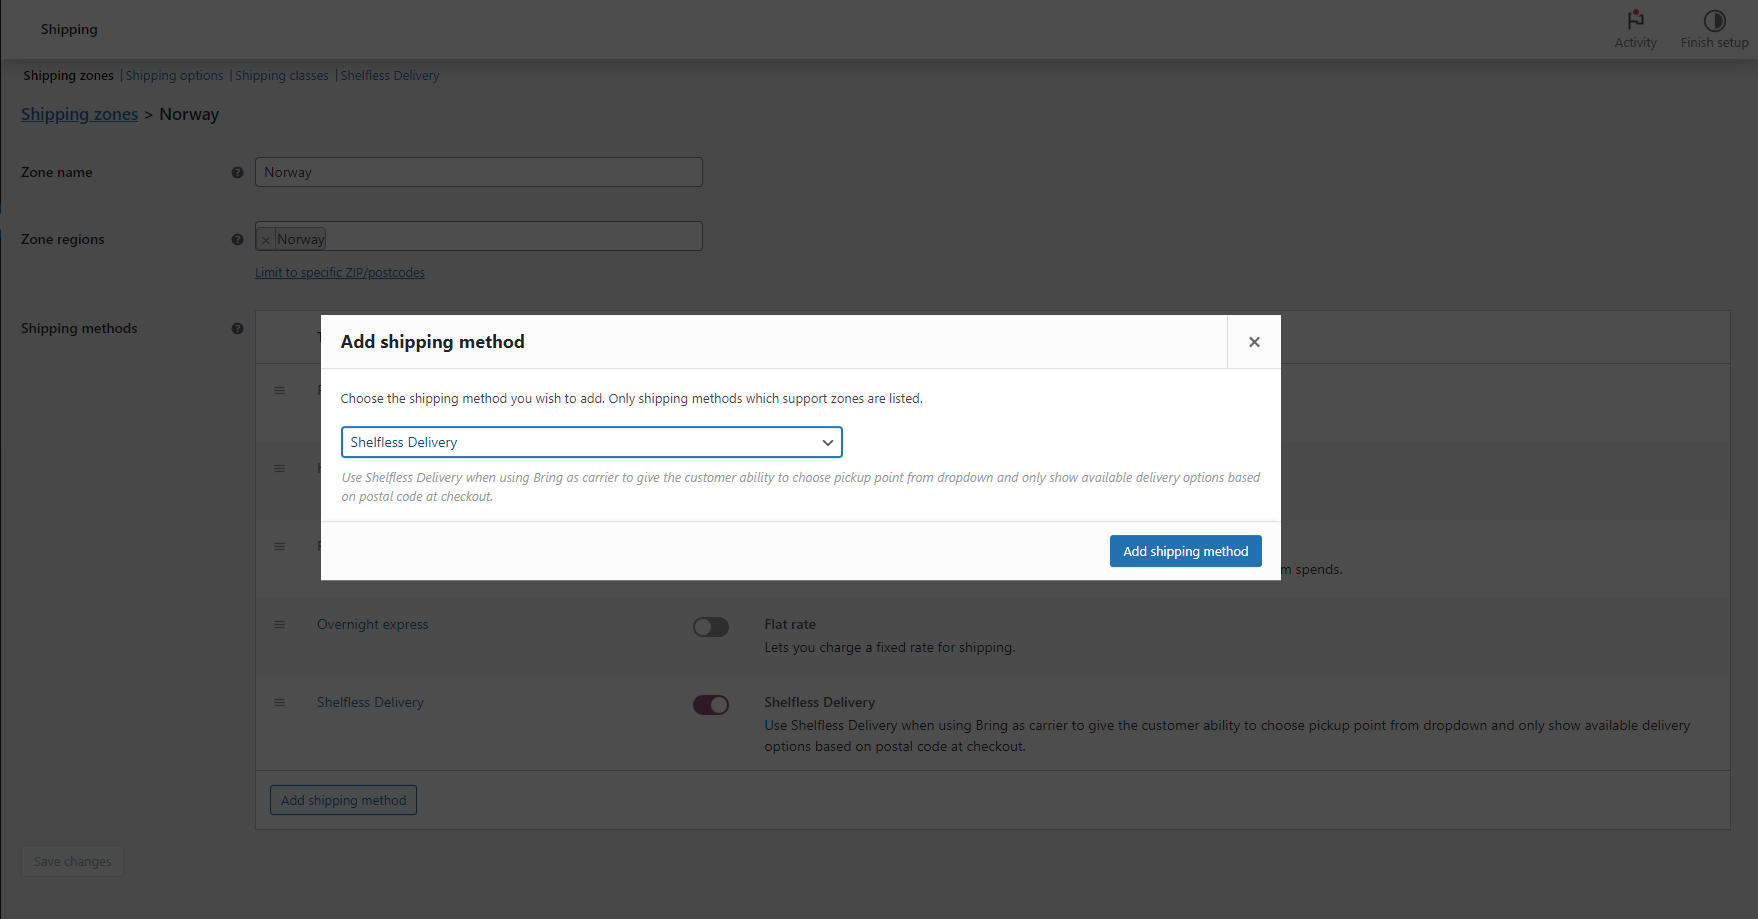 Shipping
Activity
Finish setup
Shipping zones | Shipping options | Shipping classes | Shelfless Delivery
Shipping zones > Norway
Zone name
Norway
Zone regions
× Norway
Limit to specific ZIP/postcodes
Shipping methods
Add shipping method
Choose the shipping method you wish to add. Only shipping methods which support zones are listed.
Shelfless Delivery
Use Shelfless Delivery when using Bring as carrier to give the customer ability to choose pickup point from dropdown and only show available delivery options based
on postal code at checkout.
Add shipping method
spends.
Overnight express
Flat rate
Lets you charge a fixed rate for shipping.
Shelfless Delivery
Shelfless Delivery
Use Shelfless Delivery when using Bring as carrier to give the customer ability to choose pickup point from dropdown and only show available delivery
options based on postal code at checkout.
Add shipping method
Save changes